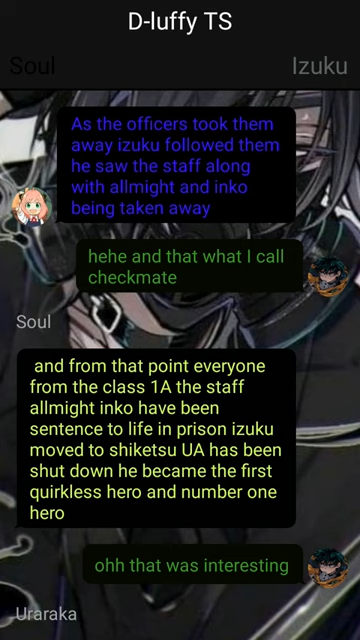 D-luffy TS
Soul
Izuku
As the officers took them
away izuku followed them
he saw the staff along
with allmight and inko
being taken away
hehe and that what I call
checkmate
Soul
and from that point everyone
from the class 1A the staff
allmight inko have been
sentence to life in prison izuku
moved to shiketsu UA has been
shut down he became the first
quirkless hero and number one
hero
ohh that was interesting
Uraraka